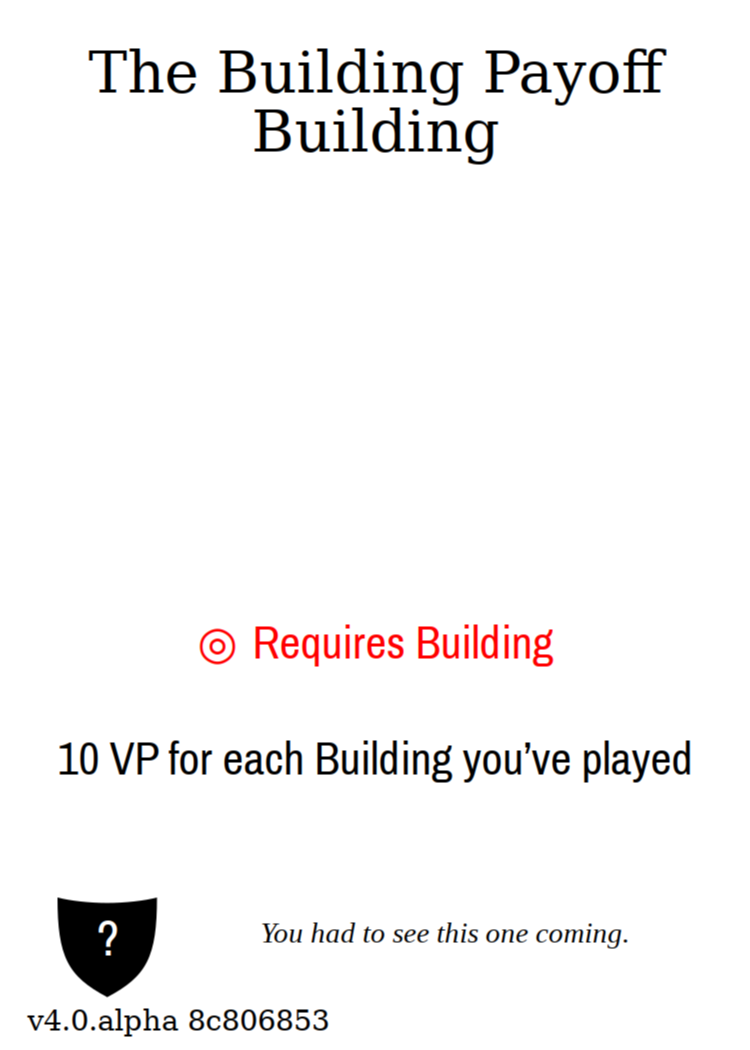 The Building Payoff
Building
◎ Requires Building
10 VP for each Building you’ve played
?
You had to see this one coming.
v4.0.alpha 8c806853